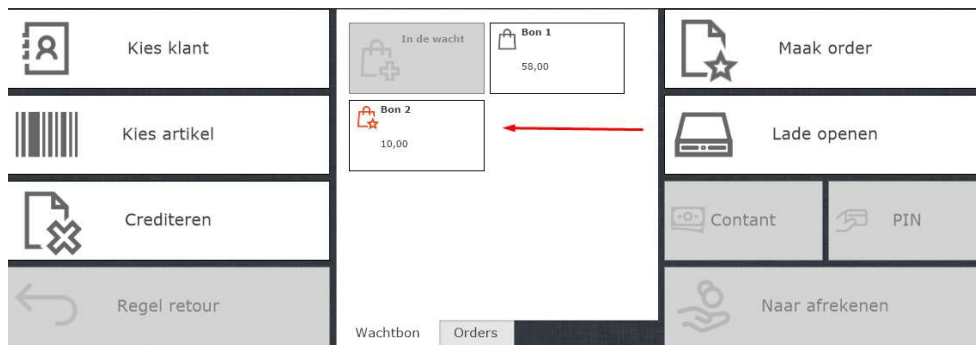 Kies klant
Kies artikel
Crediteren
Regel retour
In de wacht
Bon 1
58,00
Bon 2
10,00
Wachtbon
Orders
Maak order
Lade openen
Contant
PIN
Naar afrekenen